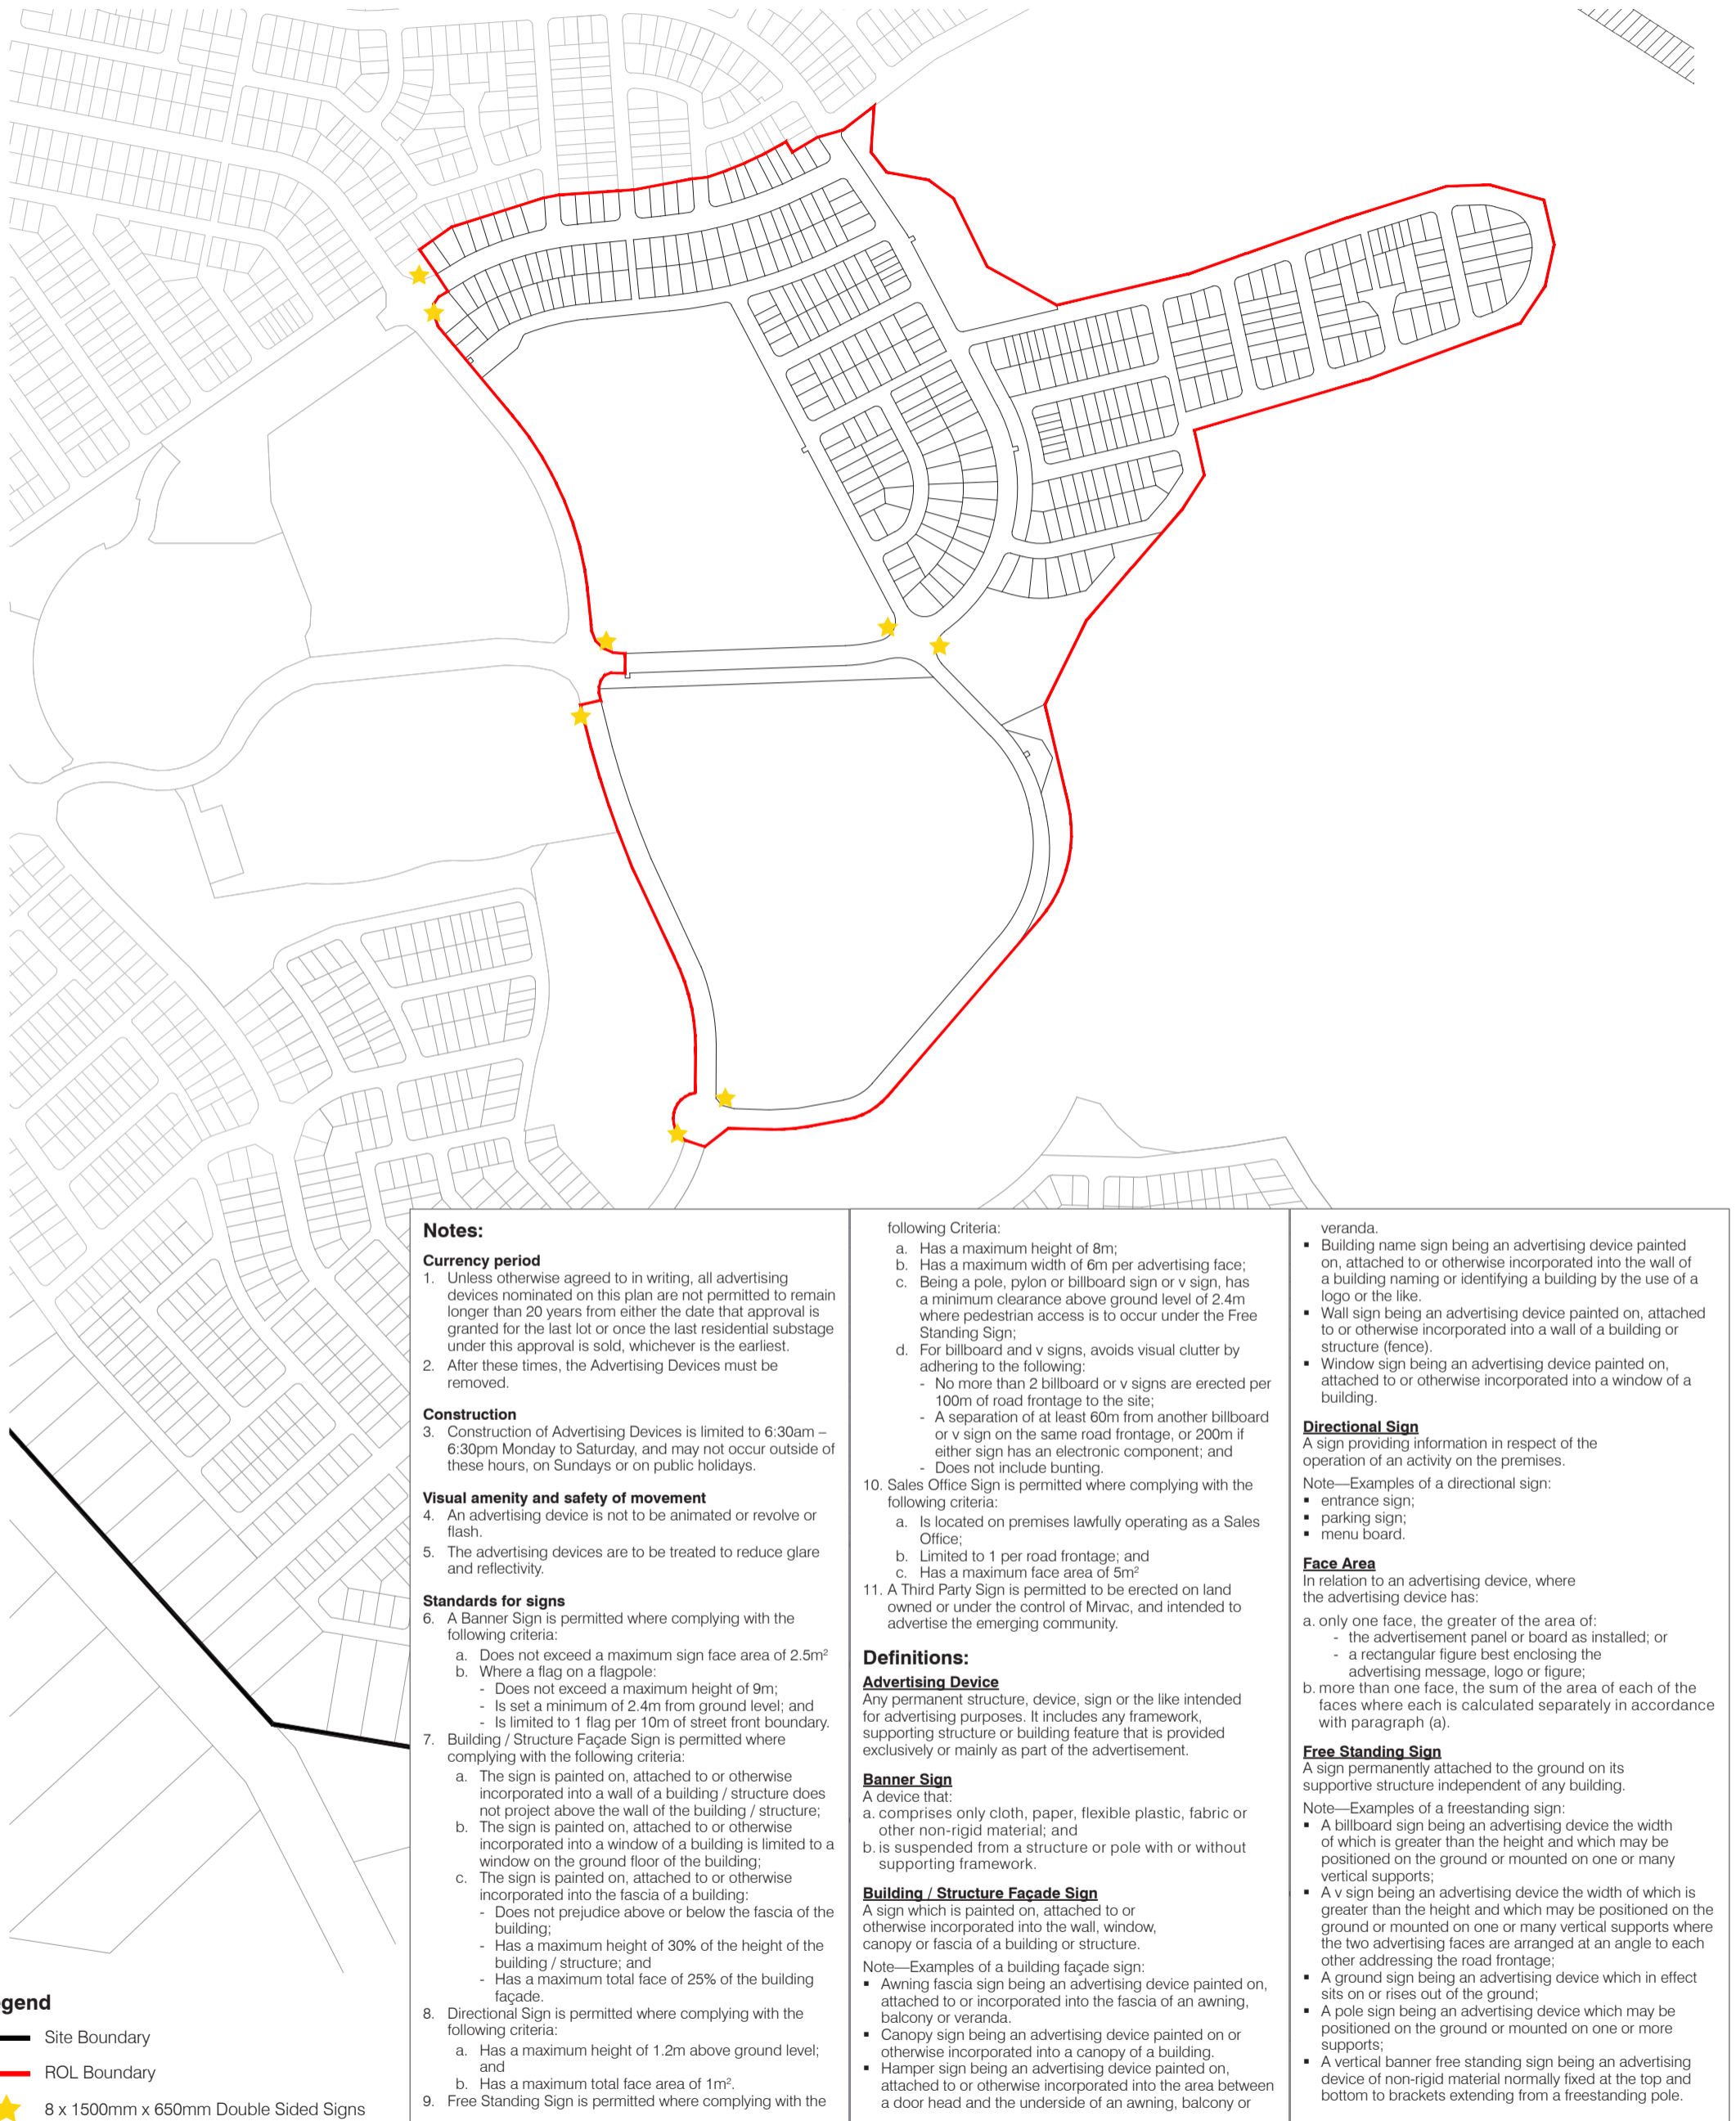 Notes:
Currency period
1. Unless otherwise agreed to in writing, all advertising
devices nominated on this plan are not permitted to remain
longer than 20 years from either the date that approval is
granted for the last lot or once the last residential substage
under this approval is sold, whichever is the earliest.
2. After these times, the Advertising Devices must be
removed.
Construction
3. Construction of Advertising Devices is limited to 6:30am –
6:30pm Monday to Saturday, and may not occur outside of
these hours, on Sundays or on public holidays.
Visual amenity and safety of movement
4. An advertising device is not to be animated or revolve or
flash.
5. The advertising devices are to be treated to reduce glare
and reflectivity.
Standards for signs
6. A Banner Sign is permitted where complying with the
following criteria:
a. Does not exceed a maximum sign face area of 2.5m²
b. Where a flag on a flagpole:
- Does not exceed a maximum height of 9m;
- Is set a minimum of 2.4m from ground level; and
- Is limited to 1 flag per 10m of street front boundary.
7. Building / Structure Façade Sign is permitted where
complying with the following criteria:
a. The sign is painted on, attached to or otherwise
incorporated into a wall of a building / structure does
not project above the wall of the building / structure;
b. The sign is painted on, attached to or otherwise
incorporated into a window of a building is limited to a
window on the ground floor of the building;
c. The sign is painted on, attached to or otherwise
incorporated into the fascia of a building:
- Does not prejudice above or below the fascia of the
building;
- Has a maximum height of 30% of the height of the
building / structure; and
- Has a maximum total face of 25% of the building
façade.
8. Directional Sign is permitted where complying with the
following criteria:
a. Has a maximum height of 1.2m above ground level;
and
b. Has a maximum total face area of 1m².
9. Free Standing Sign is permitted where complying with the
following Criteria:
a. Has a maximum height of 8m;
b. Has a maximum width of 6m per advertising face;
c. Being a pole, pylon or billboard sign or v sign, has
a minimum clearance above ground level of 2.4m
where pedestrian access is to occur under the Free
Standing Sign;
d. For billboard and v signs, avoids visual clutter by
adhering to the following:
- No more than 2 billboard or v signs are erected per
100m of road frontage to the site;
- A separation of at least 60m from another billboard
or v sign on the same road frontage, or 200m if
either sign has an electronic component; and
- Does not include bunting.
10. Sales Office Sign is permitted where complying with the
following criteria:
a. Is located on premises lawfully operating as a Sales
Office;
b. Limited to 1 per road frontage; and
c. Has a maximum face area of 5m²
11. A Third Party Sign is permitted to be erected on land
owned or under the control of Mirvac, and intended to
advertise the emerging community.
Definitions:
Advertising Device
Any permanent structure, device, sign or the like intended
for advertising purposes. It includes any framework,
supporting structure or building feature that is provided
exclusively or mainly as part of the advertisement.
Banner Sign
A device that:
a. comprises only cloth, paper, flexible plastic, fabric or
other non-rigid material; and
b. is suspended from a structure or pole with or without
supporting framework.
Building / Structure Façade Sign
A sign which is painted on, attached to or
otherwise incorporated into the wall, window,
canopy or fascia of a building or structure.
Note—Examples of a building façade sign:
▪ Awning fascia sign being an advertising device painted on,
attached to or incorporated into the fascia of an awning,
balcony or veranda.
▪ Canopy sign being an advertising device painted on or
otherwise incorporated into a canopy of a building.
▪ Hamper sign being an advertising device painted on,
attached to or otherwise incorporated into the area between
a door head and the underside of an awning, balcony or
veranda.
▪ Building name sign being an advertising device painted
on, attached to or otherwise incorporated into the wall of
a building naming or identifying a building by the use of a
logo or the like.
▪ Wall sign being an advertising device painted on, attached
to or otherwise incorporated into a wall of a building or
structure (fence).
▪ Window sign being an advertising device painted on,
attached to or otherwise incorporated into a window of a
building.
Directional Sign
A sign providing information in respect of the
operation of an activity on the premises.
Note—Examples of a directional sign:
▪ entrance sign;
▪ parking sign;
▪ menu board.
Face Area
In relation to an advertising device, where
the advertising device has:
a. only one face, the greater of the area of:
- the advertisement panel or board as installed; or
- a rectangular figure best enclosing the
advertising message, logo or figure;
b. more than one face, the sum of the area of each of the
faces where each is calculated separately in accordance
with paragraph (a).
Free Standing Sign
A sign permanently attached to the ground on its
supportive structure independent of any building.
Note—Examples of a freestanding sign:
▪ A billboard sign being an advertising device the width
of which is greater than the height and which may be
positioned on the ground or mounted on one or many
vertical supports;
▪ A v sign being an advertising device the width of which is
greater than the height and which may be positioned on the
ground or mounted on one or many vertical supports where
the two advertising faces are arranged at an angle to each
other addressing the road frontage;
▪ A ground sign being an advertising device which in effect
sits on or rises out of the ground;
▪ A pole sign being an advertising device which may be
positioned on the ground or mounted on one or more
supports;
▪ A vertical banner free standing sign being an advertising
device of non-rigid material normally fixed at the top and
bottom to brackets extending from a freestanding pole.
gend
Site Boundary
ROL Boundary
8 x 1500mm x 650mm Double Sided Signs